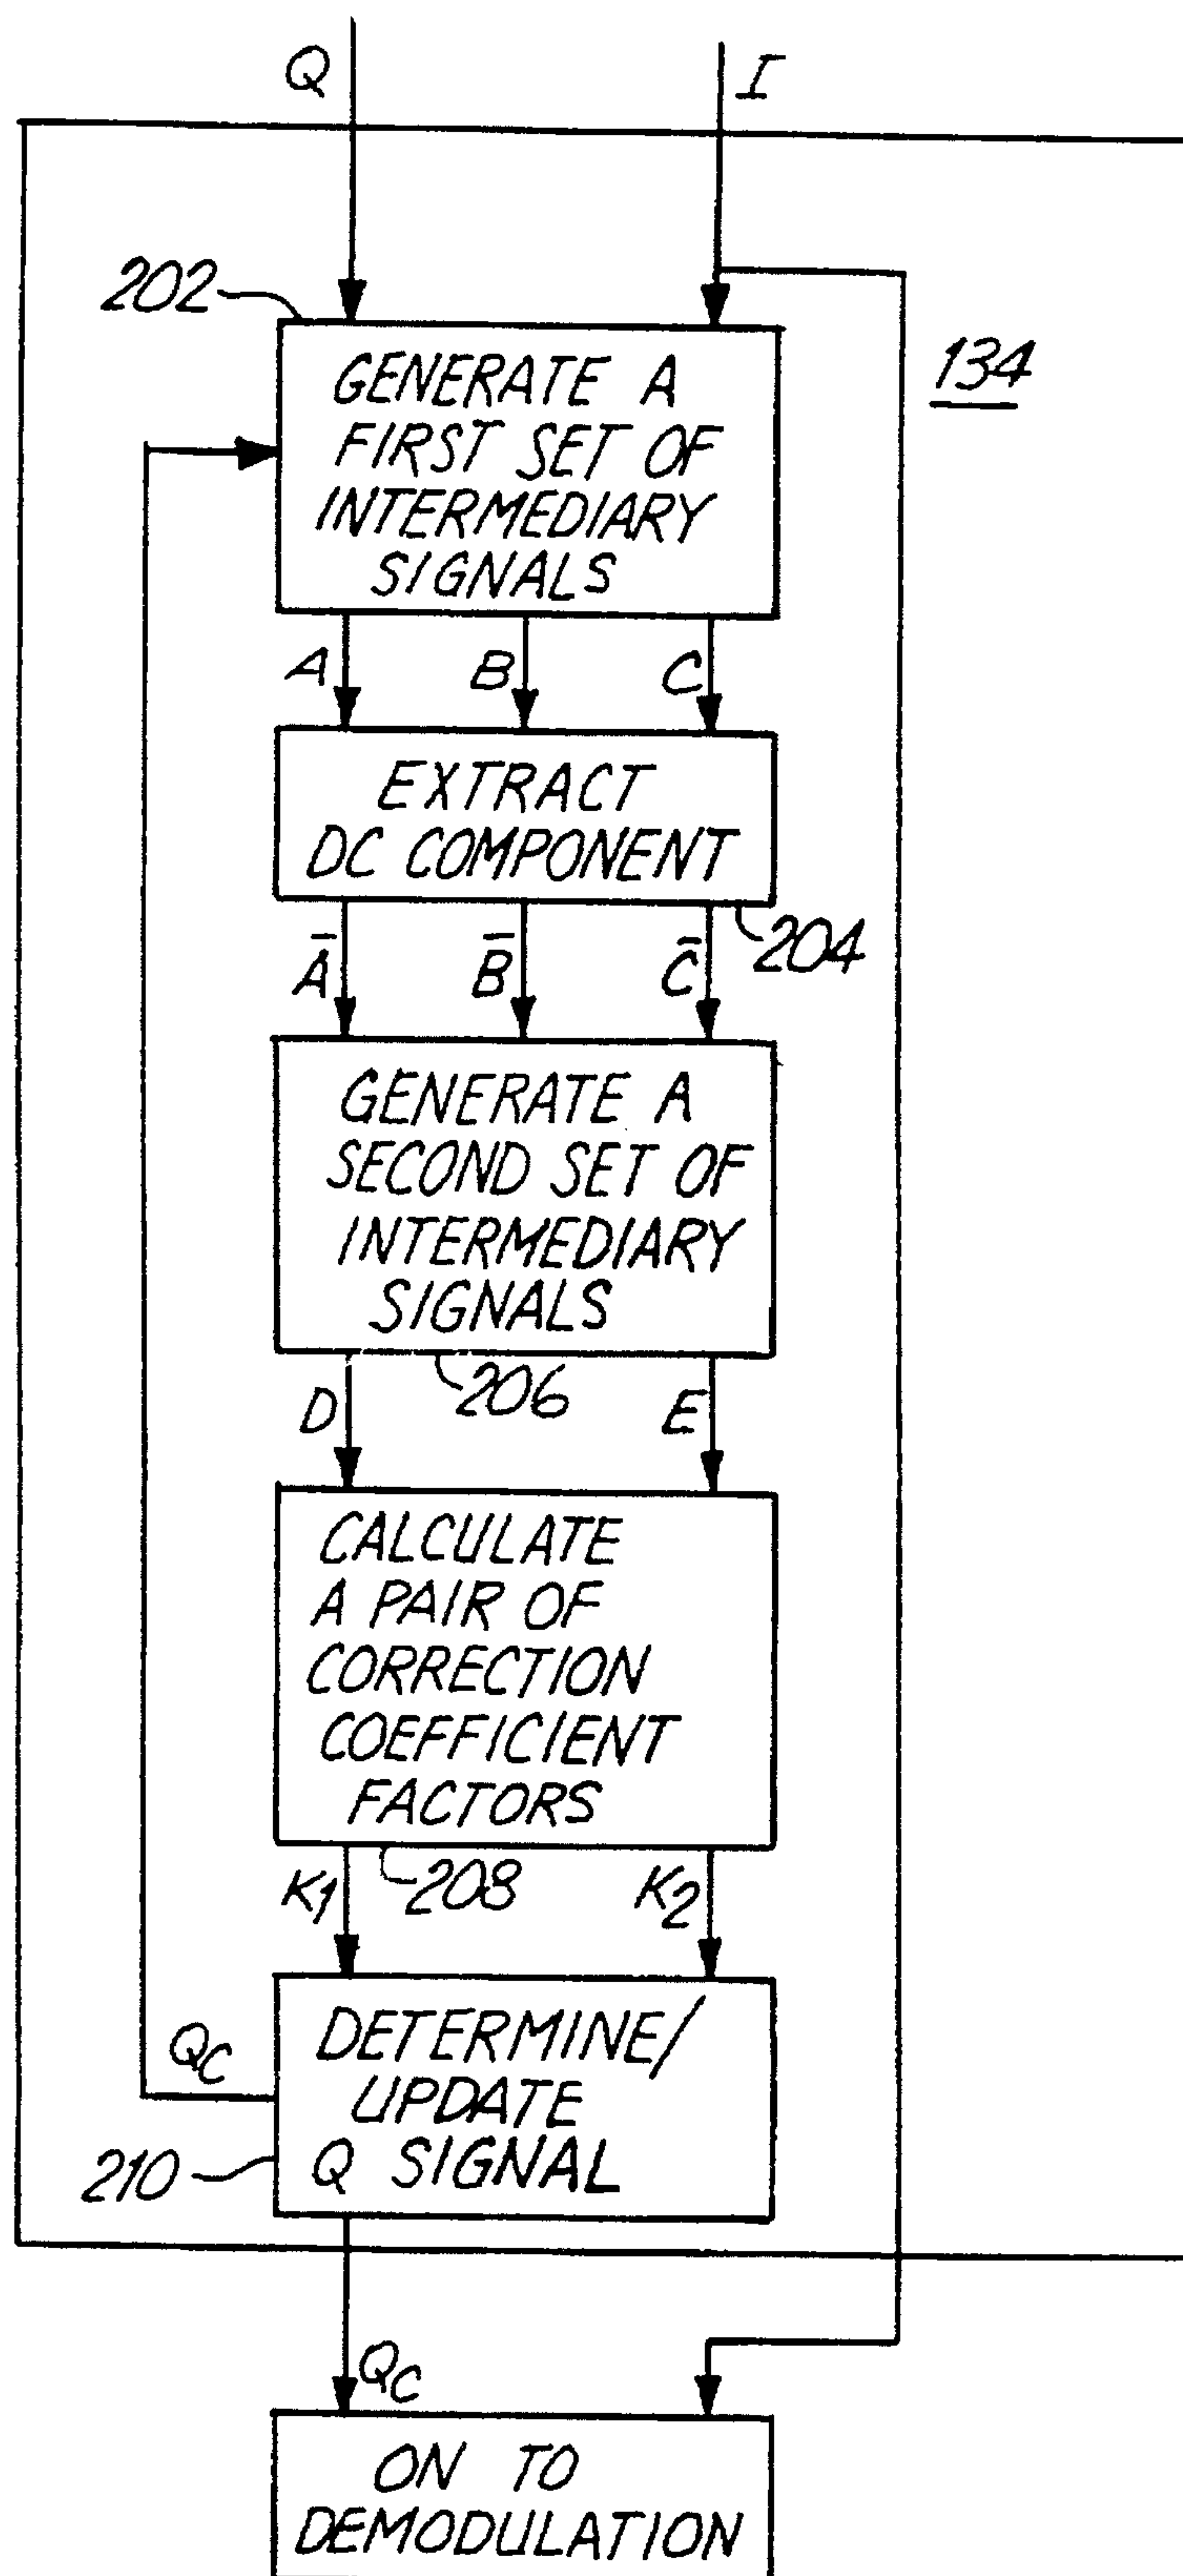 Q
I
202
134
GENERATE A
FIRST SET OF
INTERMEDIARY
SIGNALS
A B C
EXTRACT
DC COMPONENT
204
Ā B̄ C̄
GENERATE A
SECOND SET OF
INTERMEDIARY
SIGNALS
206
D E
CALCULATE
A PAIR OF
CORRECTION
COEFFICIENT
FACTORS
208
K1 K2
DETERMINE/
UPDATE
Q SIGNAL
QC
210
QC
ON TO
DEMODULATION